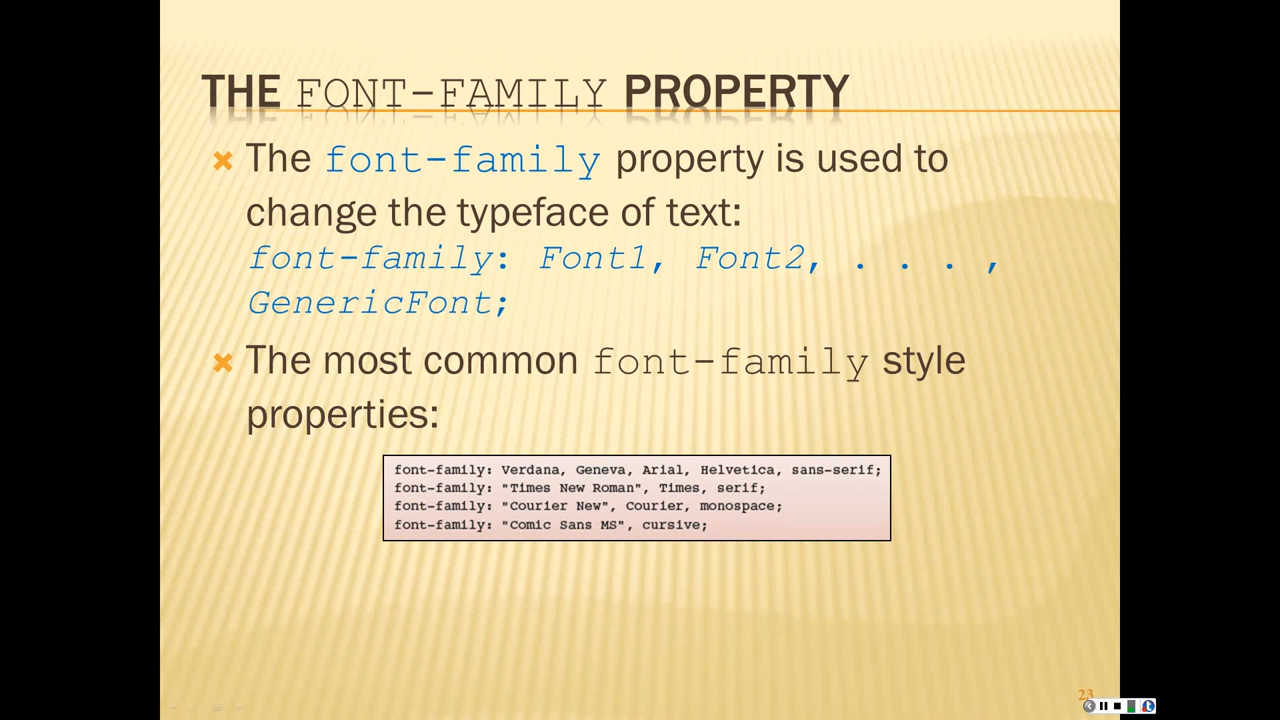 THE FONT-FAMILY PROPERTY
The font-family property is used to
change the typeface of text:
font-family: Font1, Font2, . . . ,
GenericFont;
The most common font-family style
properties:
font-family: Verdana, Geneva, Arial, Helvetica, sans-serif;
font-family: "Times New Roman", Times, serif;
font-family: "Courier New", Courier, monospace;
font-family: "Comic Sans MS", cursive;
23